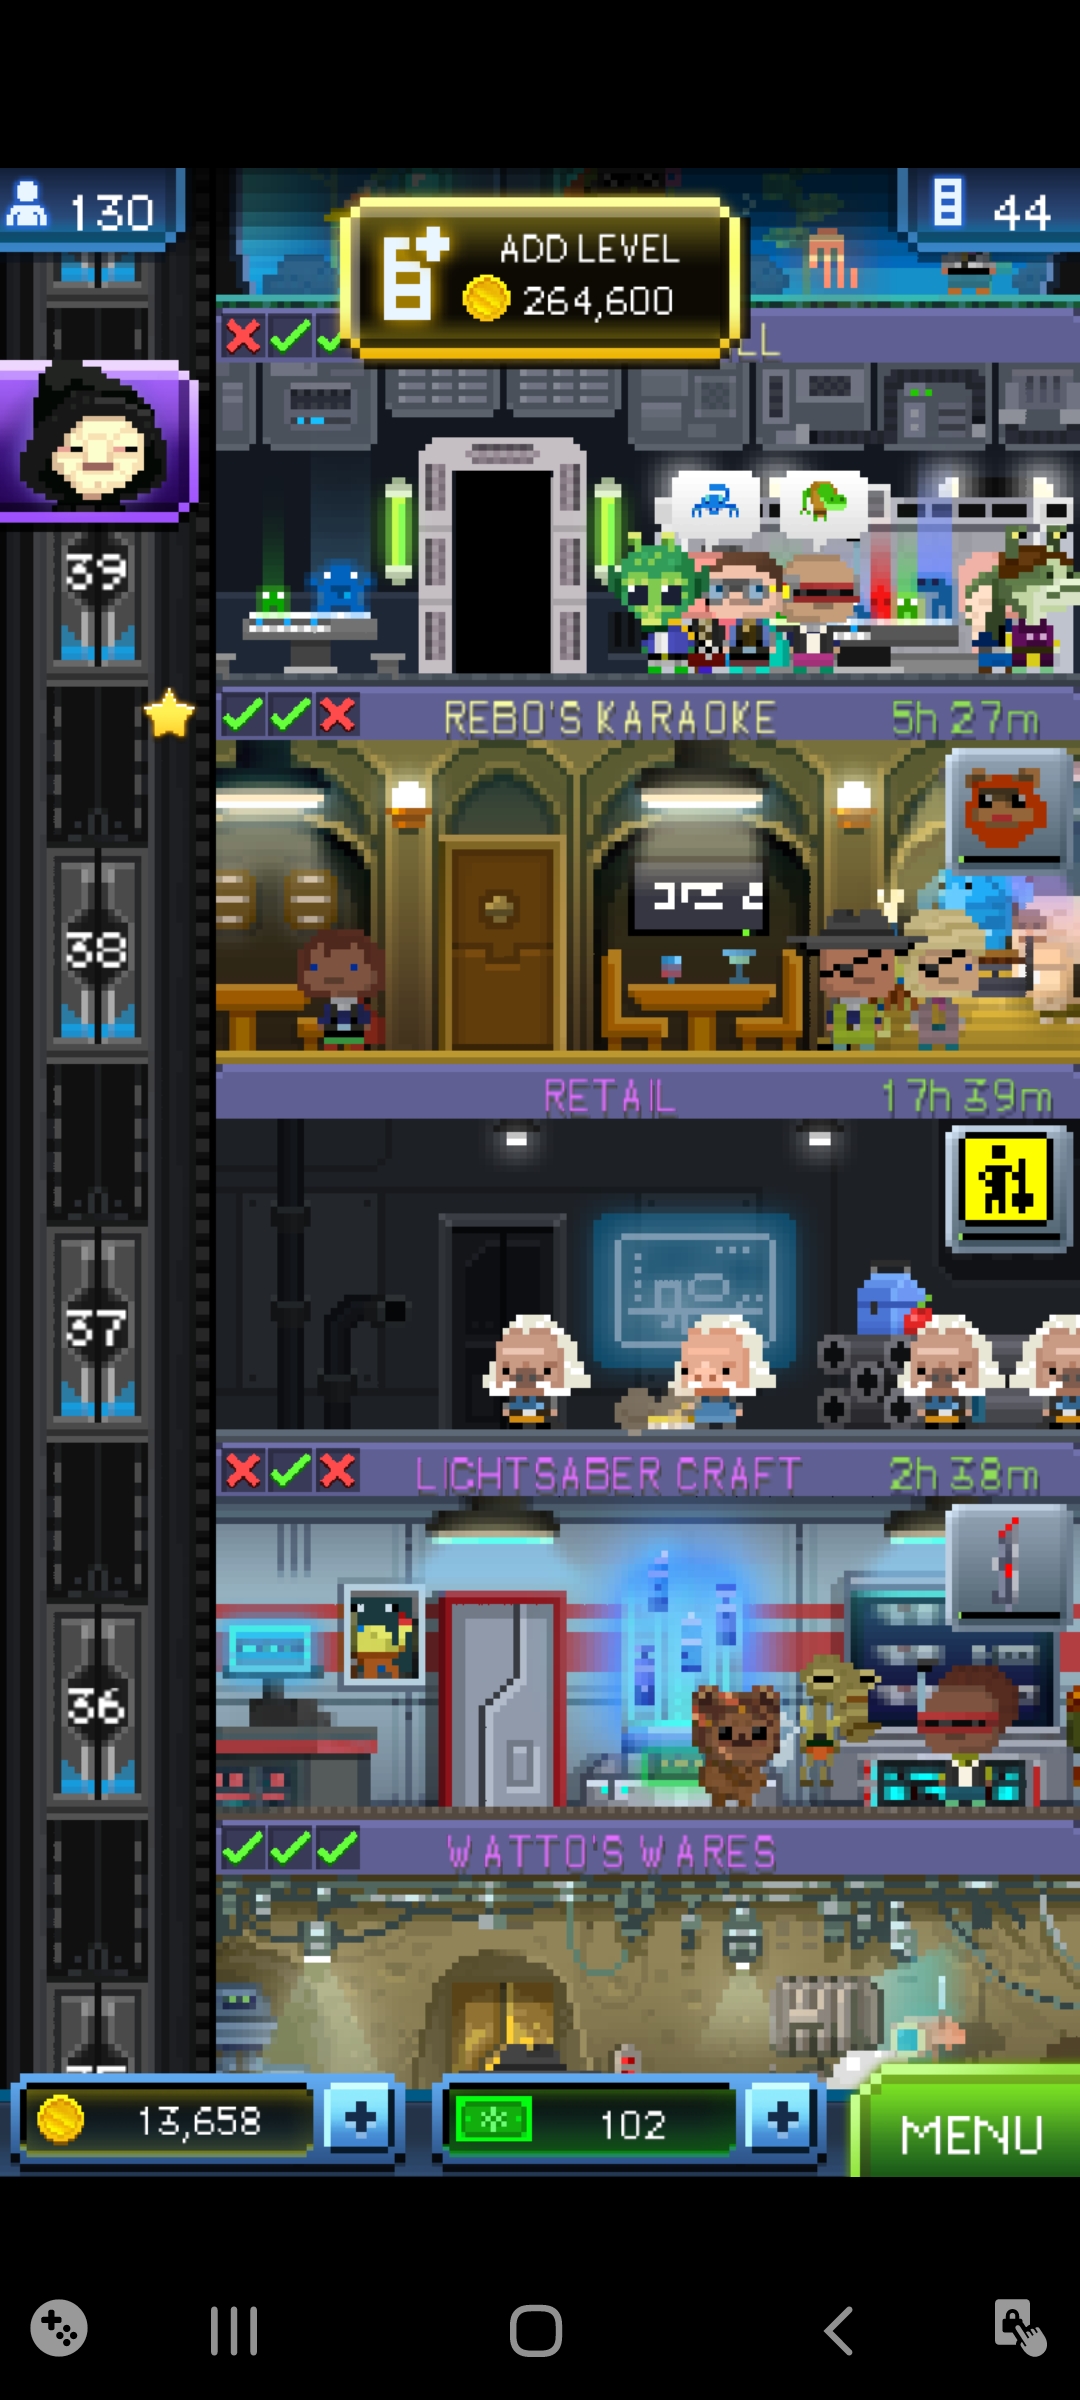 130
ADD LEVEL
264,600
44
LL
39
REBO'S KARAOKE 5h 27m
38
RETAIL 17h 39m
37
LIGHTSABER CRAFT 2h 38m
36
WATTO'S WARES
13,658
102
MENU